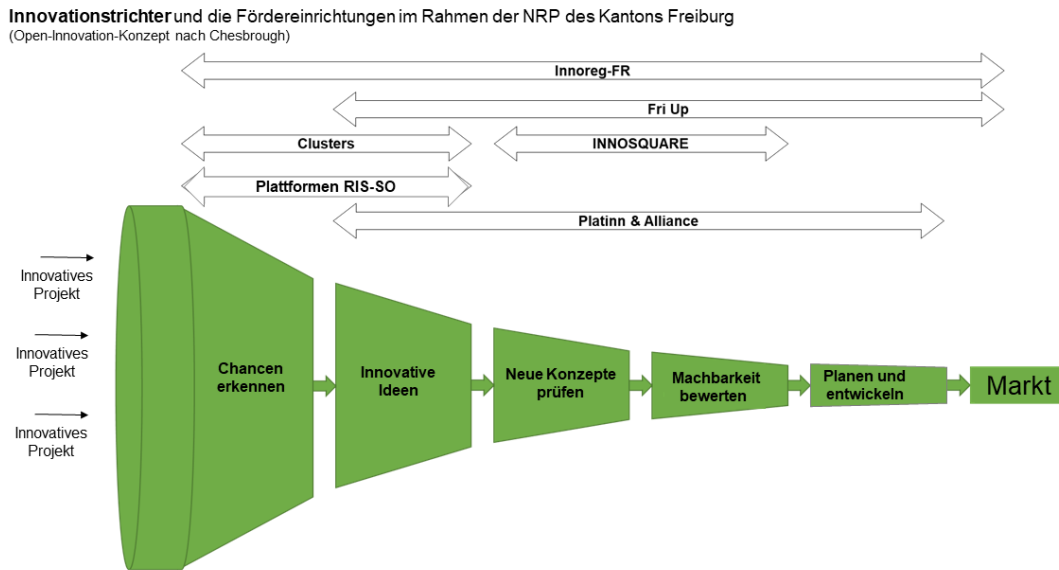 Innovationstrichter und die Fördereinrichtungen im Rahmen der NRP des Kantons Freiburg
(Open-Innovation-Konzept nach Chesbrough)
Innoreg-FR
Fri Up
Clusters
INNOSQUARE
Plattformen RIS-SO
Platinn & Alliance
Innovatives
Projekt
Innovatives
Projekt
Innovatives
Projekt
Chancen
erkennen
Innovative
Ideen
Neue Konzepte
prüfen
Machbarkeit
bewerten
Planen und
entwickeln
Markt